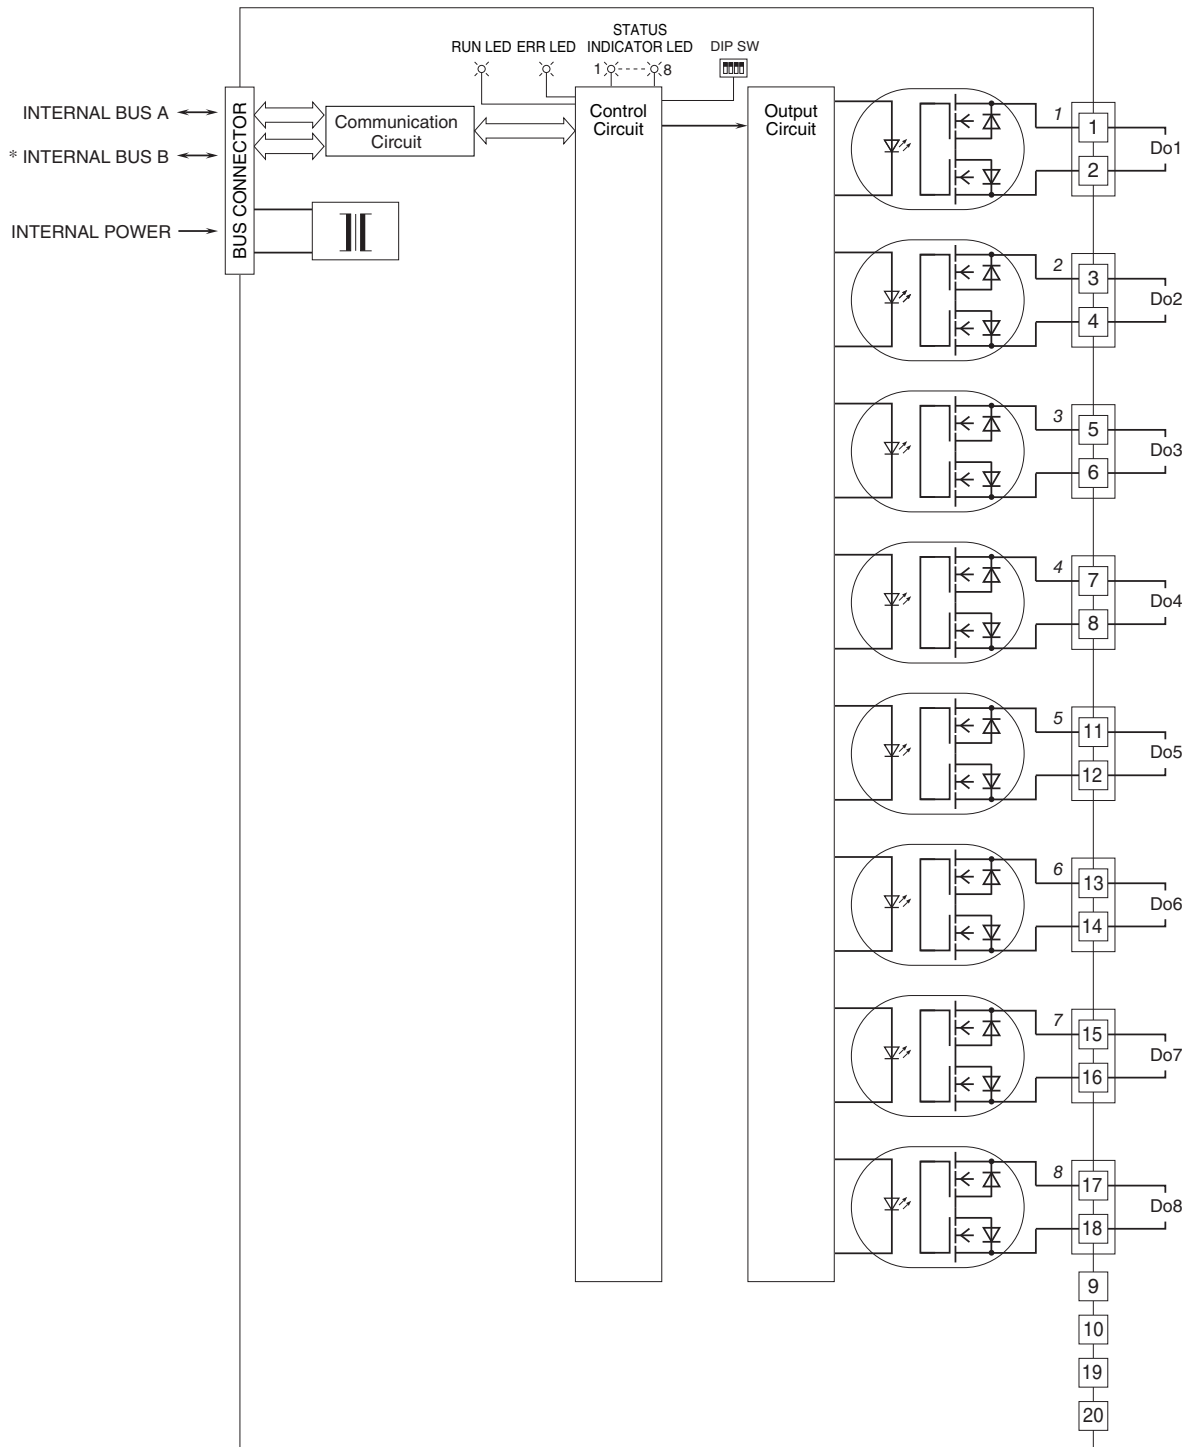 STATUS
RUN LED ERR LED INDICATOR LED DIP SW
1 8
INTERNAL BUS A
* INTERNAL BUS B
INTERNAL POWER
BUS CONNECTOR
Communication
Circuit
Control
Circuit
Output
Circuit
1 1
Do1
2
2 3
Do2
4
3 5
Do3
6
4 7
Do4
8
5 11
Do5
12
6 13
Do6
14
7 15
Do7
16
8 17
Do8
18
9
10
19
20